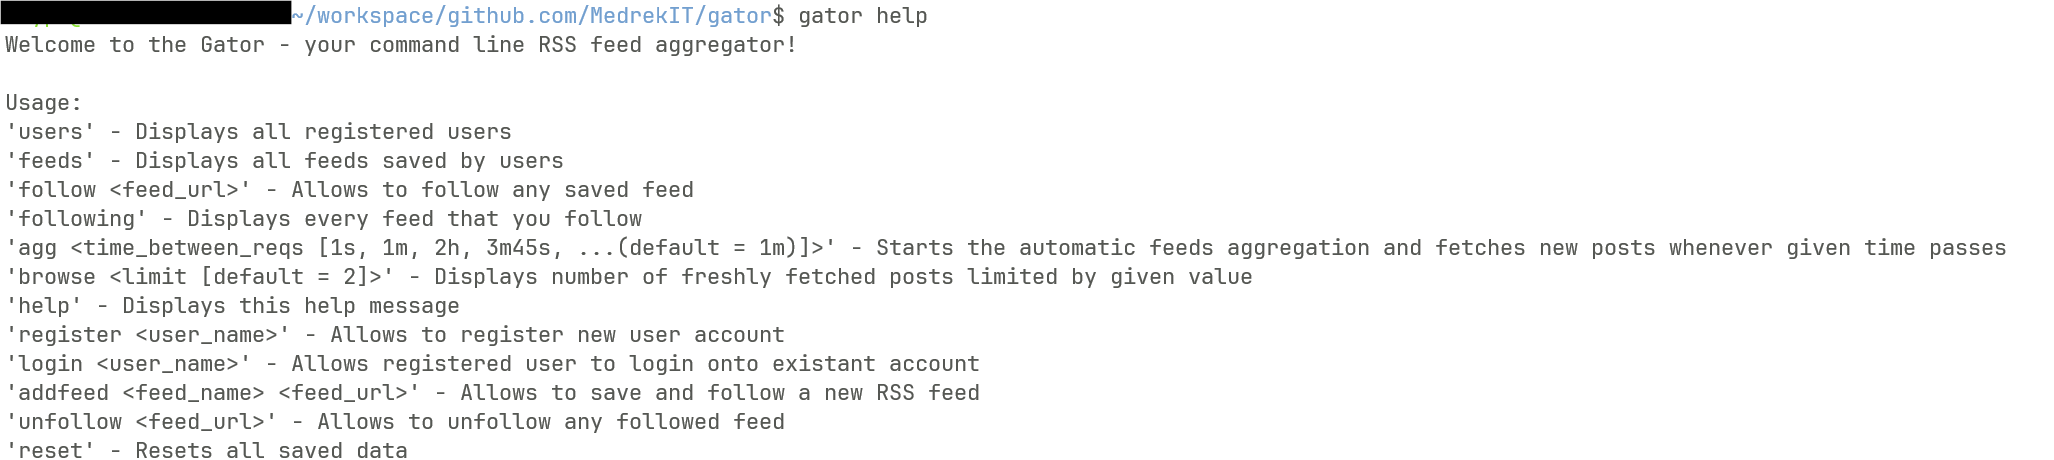 ~/workspace/github.com/MedrekIT/gator$ gator help
Welcome to the Gator - your command line RSS feed aggregator!
Usage:
'users' - Displays all registered users
'feeds' - Displays all feeds saved by users
'follow <feed_url>' - Allows to follow any saved feed
'following' - Displays every feed that you follow
'agg <time_between_reqs [1s, 1m, 2h, 3m45s, ...(default = 1m)]>' - Starts the automatic feeds aggregation and fetches new posts whenever given time passes
'browse <limit [default = 2]>' - Displays number of freshly fetched posts limited by given value
'help' - Displays this help message
'register <user_name>' - Allows to register new user account
'login <user_name>' - Allows registered user to login onto existant account
'addfeed <feed_name> <feed_url>' - Allows to save and follow a new RSS feed
'unfollow <feed_url>' - Allows to unfollow any followed feed
'reset' - Resets all saved data